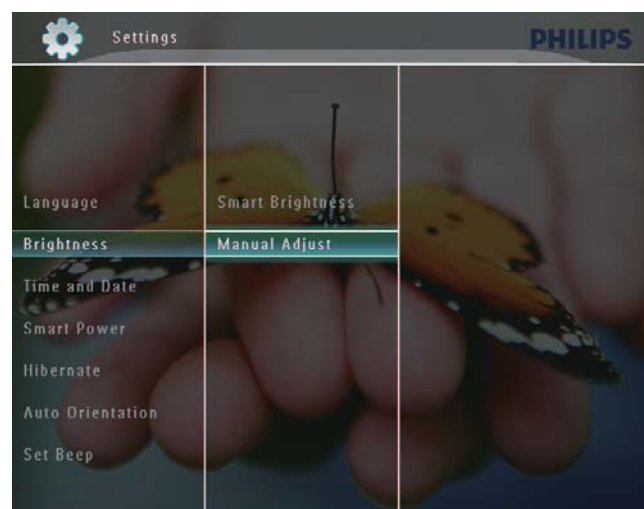 Settings
PHILIPS
Language
Smart Brightness
Brightness
Manual Adjust
Time and Date
Smart Power
Hibernate
Auto Orientation
Set Beep